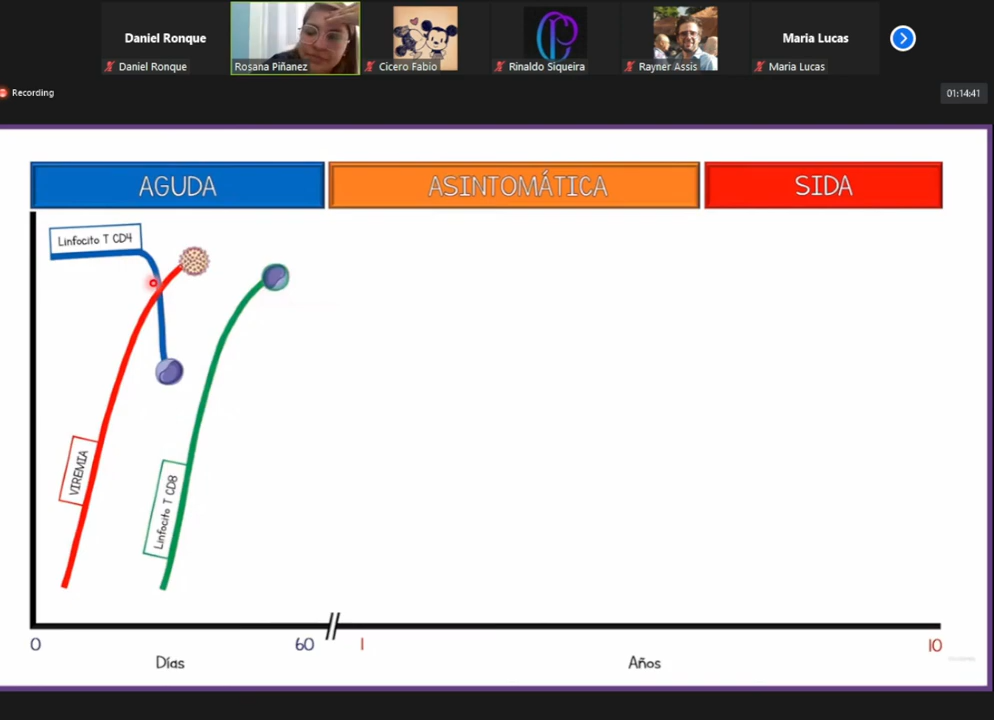 Daniel Ronque
Maria Lucas
Daniel Ronque
Rosana Piñanez
Cicero Fabio
Rinaldo Siqueira
Rayner Assis
Maria Lucas
Recording
01:14:41
AGUDA
ASINTOMÁTICA
SIDA
Linfocito T CD4
VIREMIA
Linfocito T CD8
0
60
1
10
Días
Años